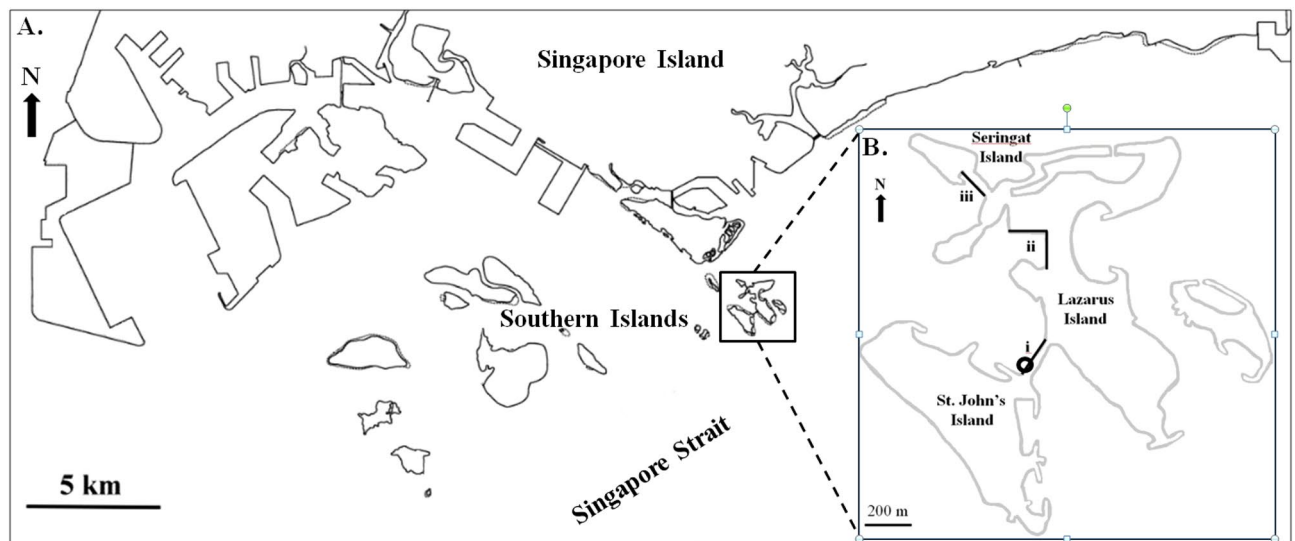 A.
N
Singapore Island
Southern Islands
Singapore Strait
5 km
B.
N
Seringat
Island
iii
ii
Lazarus
Island
i
St. John's
Island
200 m